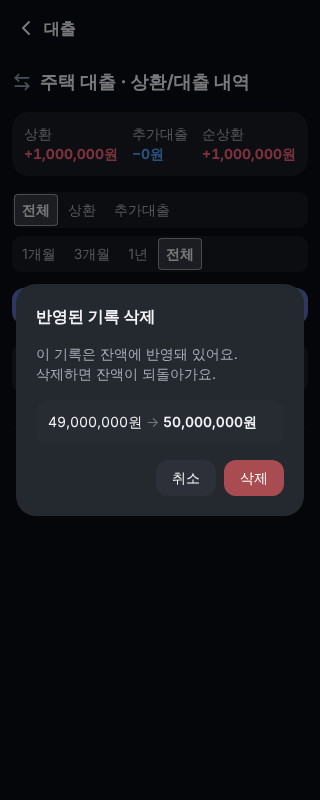 대출
주택 대출 · 상환/대출 내역
상환 추가대출 순상환
+1,000,000원 −0원 +1,000,000원
전체 상환 추가대출
1개월 3개월 1년 전체
반영된 기록 삭제
이 기록은 잔액에 반영돼 있어요.
삭제하면 잔액이 되돌아가요.
49,000,000원 → 50,000,000원
취소 삭제